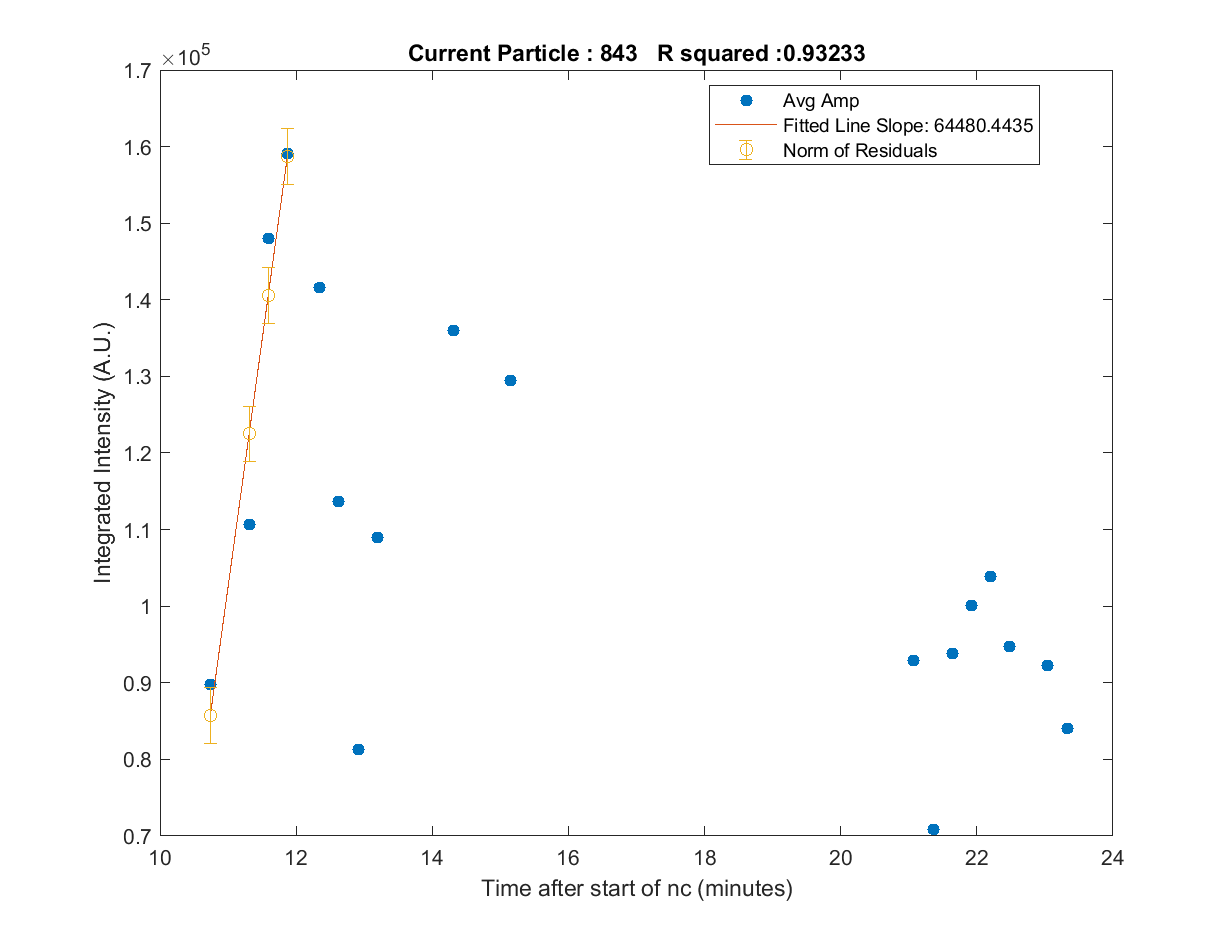 Current Particle : 843   R squared :0.93233
×10^5
1.7
1.6
1.5
1.4
1.3
1.2
1.1
1
0.9
0.8
0.7
Integrated Intensity (A.U.)
Avg Amp
Fitted Line Slope: 64480.4435
Norm of Residuals
10 12 14 16 18 20 22 24
Time after start of nc (minutes)